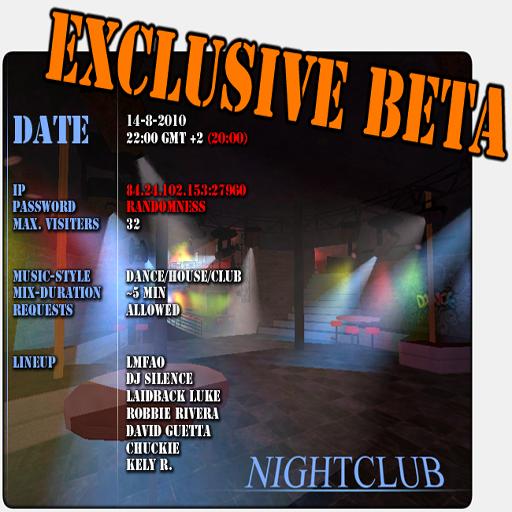 EXCLUSIVE BETA
DATE 14-8-2010
22:00 GMT +2 (20:00)
IP 84.24.102.153:27960
PASSWORD RANDOMNESS
MAX. VISITERS 32
MUSIC-STYLE DANCE/HOUSE/CLUB
MIX-DURATION ~5 MIN
REQUESTS ALLOWED
LINEUP LMFAO
DJ SILENCE
LAIDBACK LUKE
ROBBIE RIVERA
DAVID GUETTA
CHUCKIE
KELY R.
NIGHTCLUB